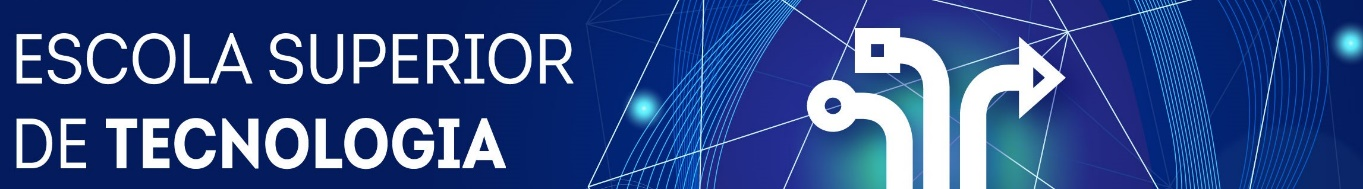 ESCOLA SUPERIOR
DE TECNOLOGIA